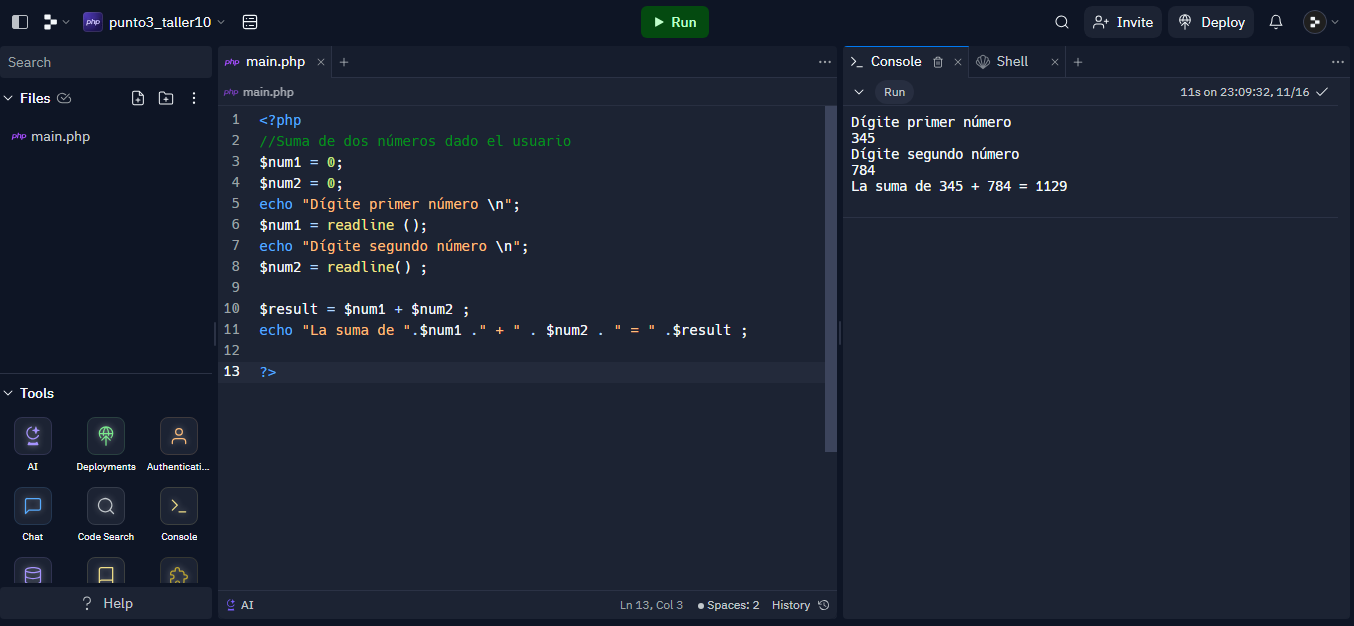 php punto3_taller10
Run
Invite
Deploy
Search
Files
php main.php
Tools
AI
Deployments
Authenticati...
Chat
Code Search
Console
? Help
php main.php × +
php main.php
1 <?php
2 //Suma de dos números dado el usuario
3 $num1 = 0;
4 $num2 = 0;
5 echo "Dígite primer número \n";
6 $num1 = readline ();
7 echo "Dígite segundo número \n";
8 $num2 = readline() ;
9
10 $result = $num1 + $num2 ;
11 echo "La suma de ".$num1 ." + " . $num2 . " = " .$result ;
12
13 ?>
AI
Ln 13, Col 3
Spaces: 2
History
Console × Shell × +
Run
11s on 23:09:32, 11/16
Dígite primer número
345
Dígite segundo número
784
La suma de 345 + 784 = 1129